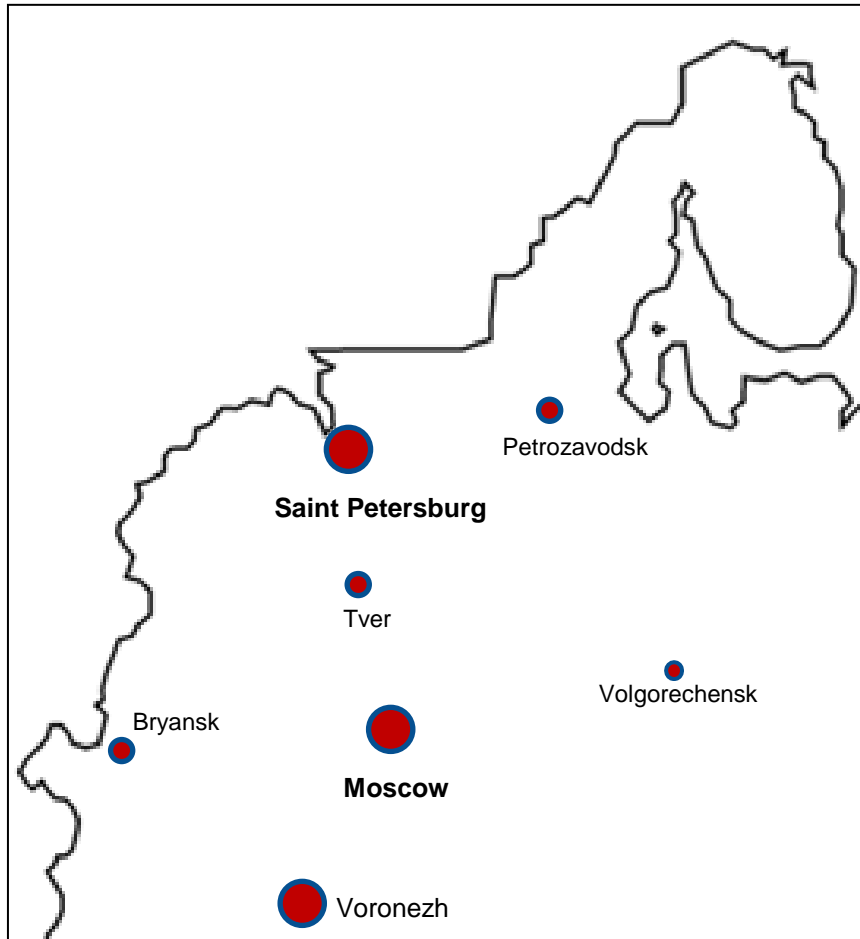 Petrozavodsk
Saint Petersburg
Tver
Volgorechensk
Bryansk
Moscow
Voronezh